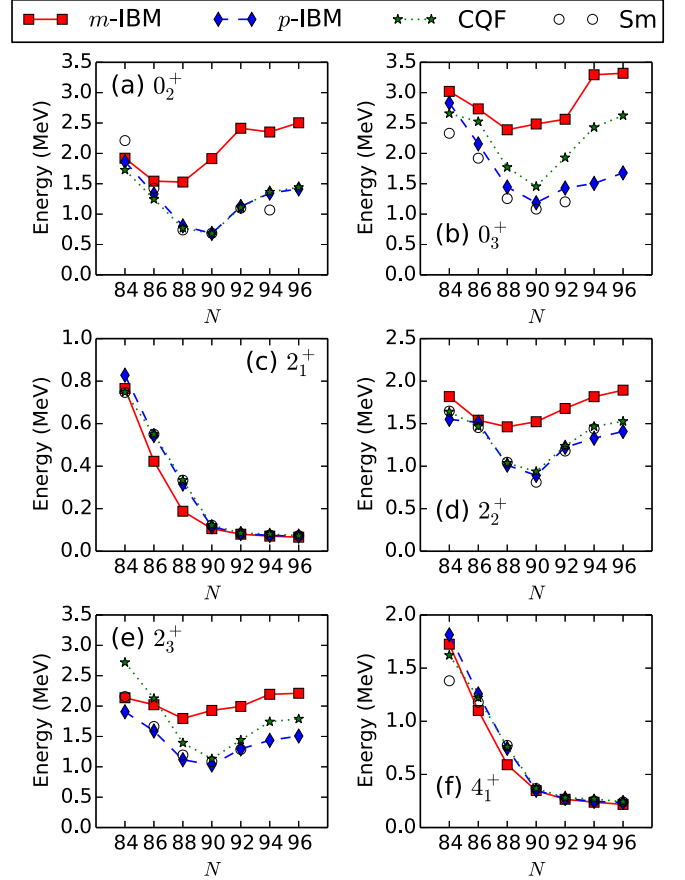 m-IBM p-IBM CQF Sm
(a) 0₂⁺
Energy (MeV)
3.5
3.0
2.5
2.0
1.5
1.0
0.5
0.0
84 86 88 90 92 94 96
N
(b) 0₃⁺
Energy (MeV)
3.5
3.0
2.5
2.0
1.5
1.0
0.5
0.0
84 86 88 90 92 94 96
N
(c) 2₁⁺
Energy (MeV)
1.0
0.8
0.6
0.4
0.2
0.0
84 86 88 90 92 94 96
N
(d) 2₂⁺
Energy (MeV)
2.5
2.0
1.5
1.0
0.5
0.0
84 86 88 90 92 94 96
N
(e) 2₃⁺
Energy (MeV)
3.5
3.0
2.5
2.0
1.5
1.0
0.5
0.0
84 86 88 90 92 94 96
N
(f) 4₁⁺
Energy (MeV)
2.0
1.5
1.0
0.5
0.0
84 86 88 90 92 94 96
N